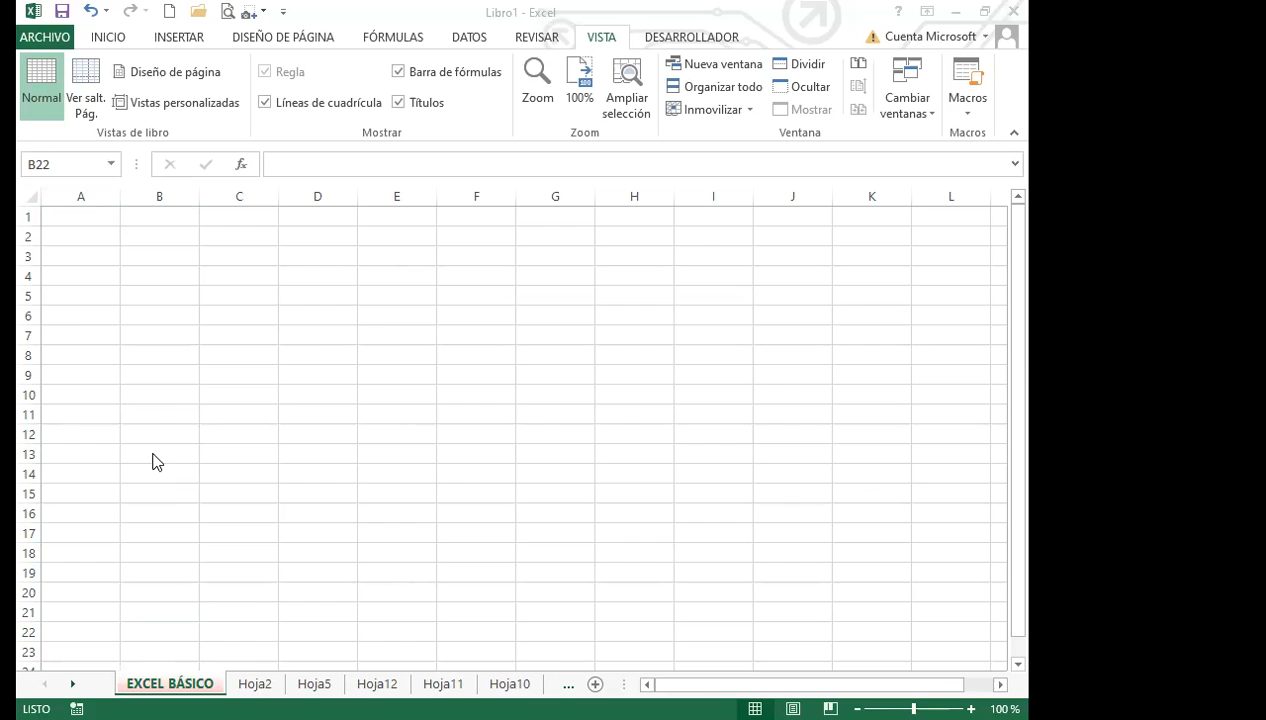 Libro1 - Excel
ARCHIVO INICIO INSERTAR DISEÑO DE PÁGINA FÓRMULAS DATOS REVISAR VISTA DESARROLLADOR Cuenta Microsoft
Normal Ver salt. Pág. Diseño de página Vistas personalizadas
Regla Barra de fórmulas
Líneas de cuadrícula Títulos
Zoom 100% Ampliar selección
Nueva ventana Dividir
Organizar todo Ocultar
Inmovilizar Mostrar
Cambiar ventanas Macros
Vistas de libro Mostrar Zoom Ventana Macros
B22 fx
A B C D E F G H I J K L
1
2
3
4
5
6
7
8
9
10
11
12
13
14
15
16
17
18
19
20
21
22
23
24
EXCEL BÁSICO Hoja2 Hoja5 Hoja12 Hoja11 Hoja10 ...
LISTO 100 %